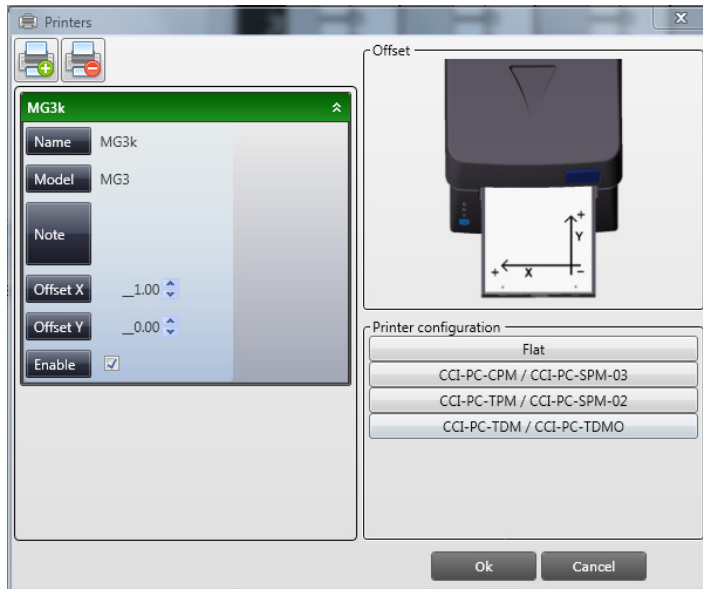 Printers
x
MG3k
Name MG3k
Model MG3
Note
Offset X __1.00
Offset Y __0.00
Enable
Offset
+
Y
+ X -
Printer configuration
Flat
CCI-PC-CPM / CCI-PC-SPM-03
CCI-PC-TPM / CCI-PC-SPM-02
CCI-PC-TDM / CCI-PC-TDMO
Ok Cancel